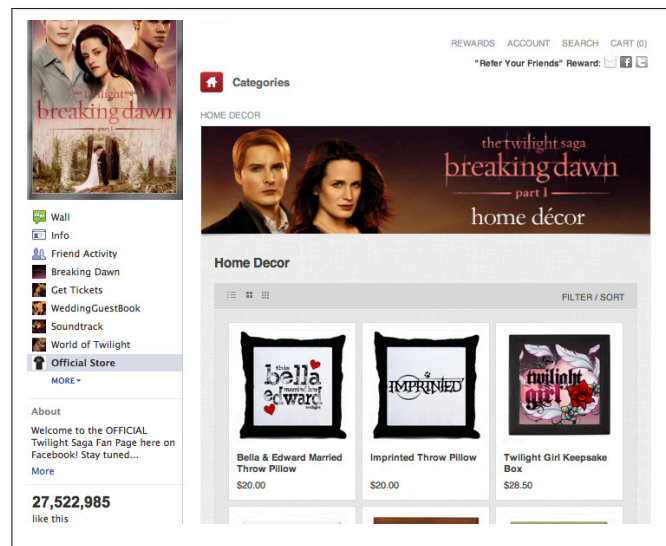 the twilight saga
breaking dawn
part 1
Wall
Info
Friend Activity
Breaking Dawn
Get Tickets
WeddingGuestBook
Soundtrack
World of Twilight
Official Store
MORE
About
Welcome to the OFFICIAL
Twilight Saga Fan Page here on
Facebook! Stay tuned...
More
27,522,985
like this
REWARDS ACCOUNT SEARCH CART (0)
"Refer Your Friends" Reward:
Categories
HOME DECOR
the twilight saga
breaking dawn
part 1
home décor
Home Decor
FILTER / SORT
this
bella
married her
edward
twilight
IMPRINTED
twilight
girl
Bella & Edward Married
Throw Pillow
$20.00
Imprinted Throw Pillow
$20.00
Twilight Girl Keepsake
Box
$28.50